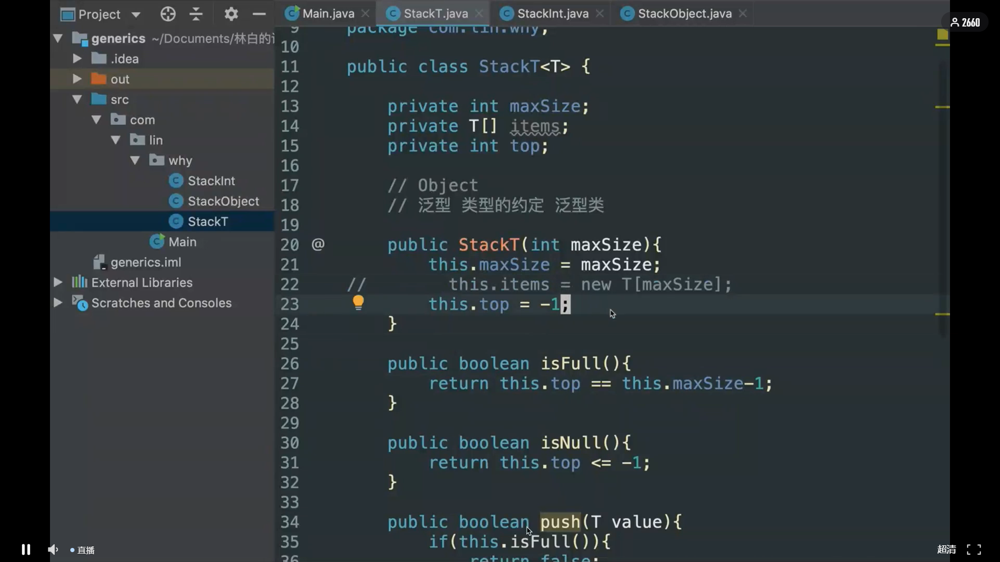 Project
Main.java
StackT.java
StackInt.java
StackObject.java
2660
generics ~/Documents/林白的
.idea
out
src
com
lin
why
StackInt
StackObject
StackT
Main
generics.iml
External Libraries
Scratches and Consoles
9 package com.lin.why;
10
11 public class StackT<T> {
12
13 private int maxSize;
14 private T[] items;
15 private int top;
16
17 // Object
18 // 泛型 类型的约定 泛型类
19
20 @ public StackT(int maxSize){
21 this.maxSize = maxSize;
22 // this.items = new T[maxSize];
23 this.top = -1;
24 }
25
26 public boolean isFull(){
27 return this.top == this.maxSize-1;
28 }
29
30 public boolean isNull(){
31 return this.top <= -1;
32 }
33
34 public boolean push(T value){
35 if(this.isFull()){
36 return false;
直播
超清